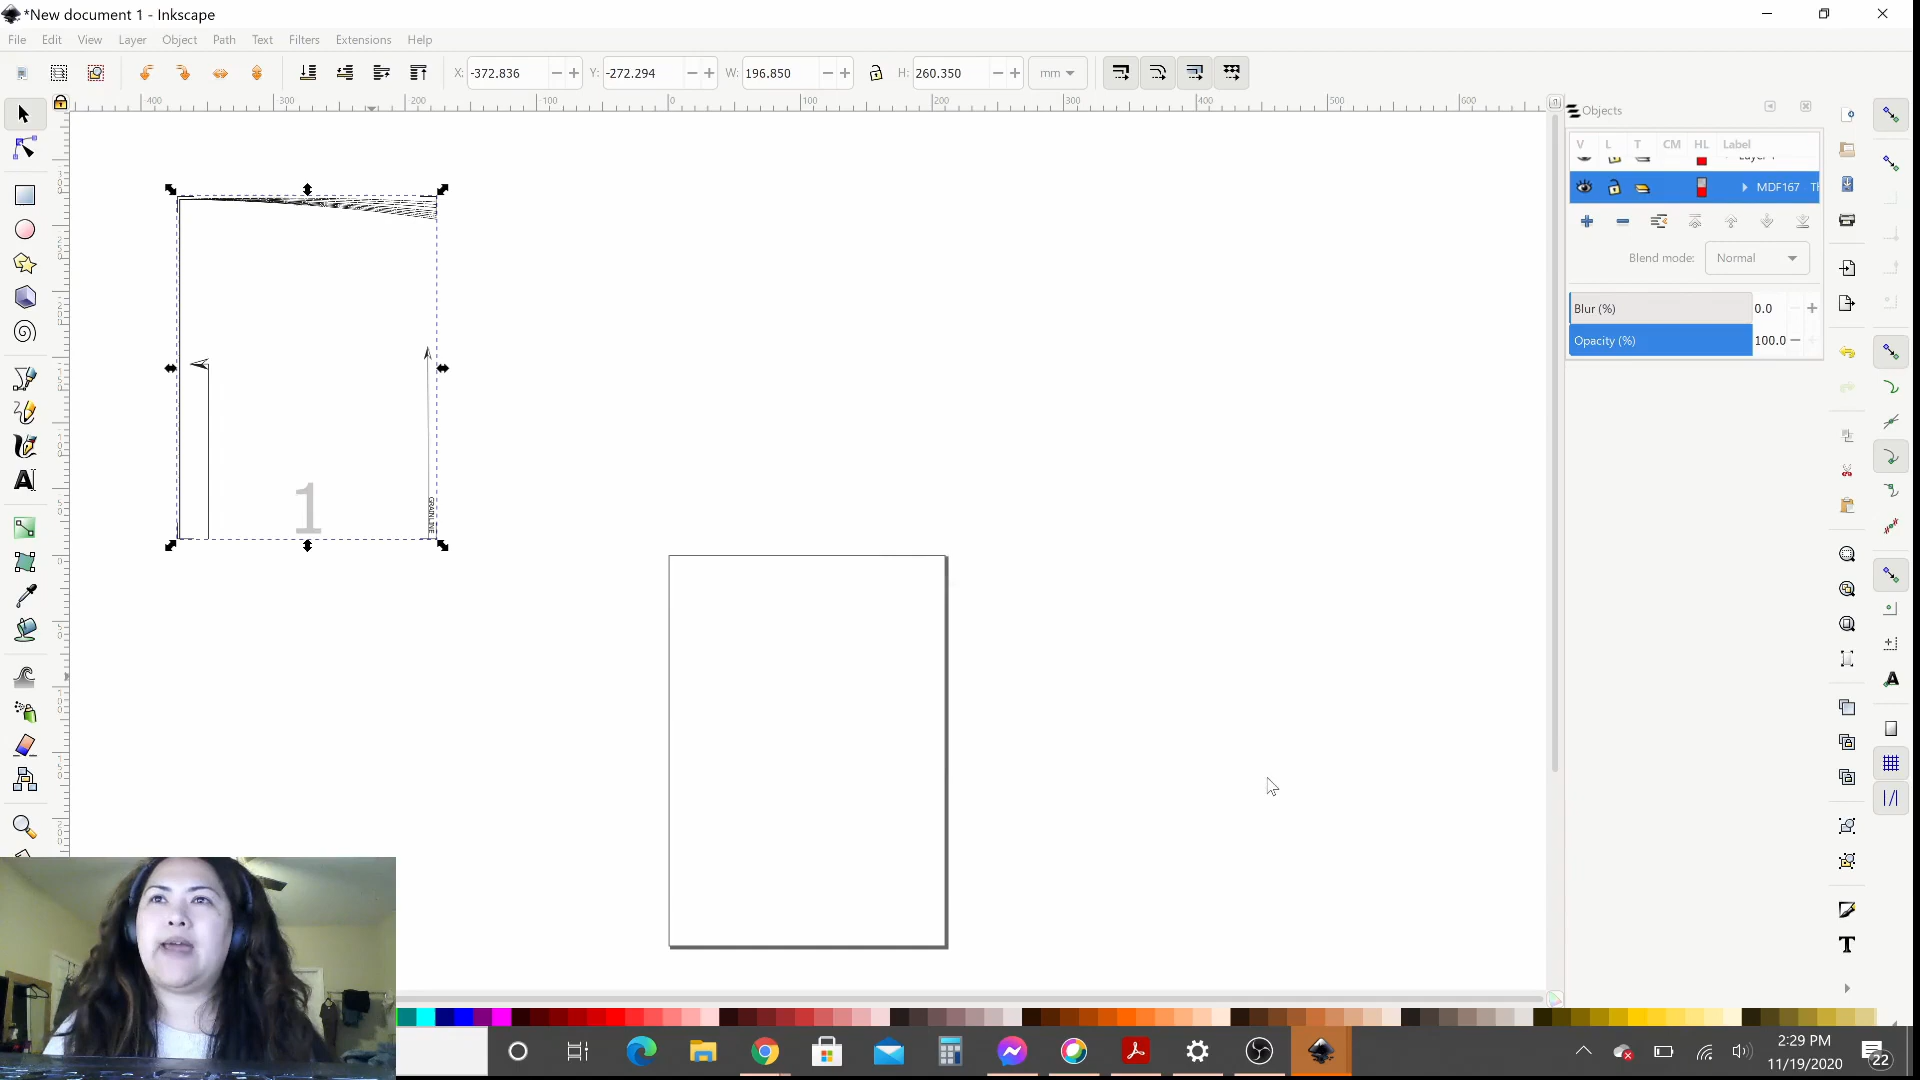 *New document 1 - Inkscape
File Edit View Layer Object Path Text Filters Extensions Help
X: -372.836 Y: -272.294 W: 196.850 H: 260.350 mm
-400 -300 -200 -100 0 100 200 300 400 500 600
Objects
V L T CM HL Label
MDF167
Blend mode: Normal
Blur (%) 0.0
Opacity (%) 100.0
1
GRAINLINE
2:29 PM
11/19/2020
22